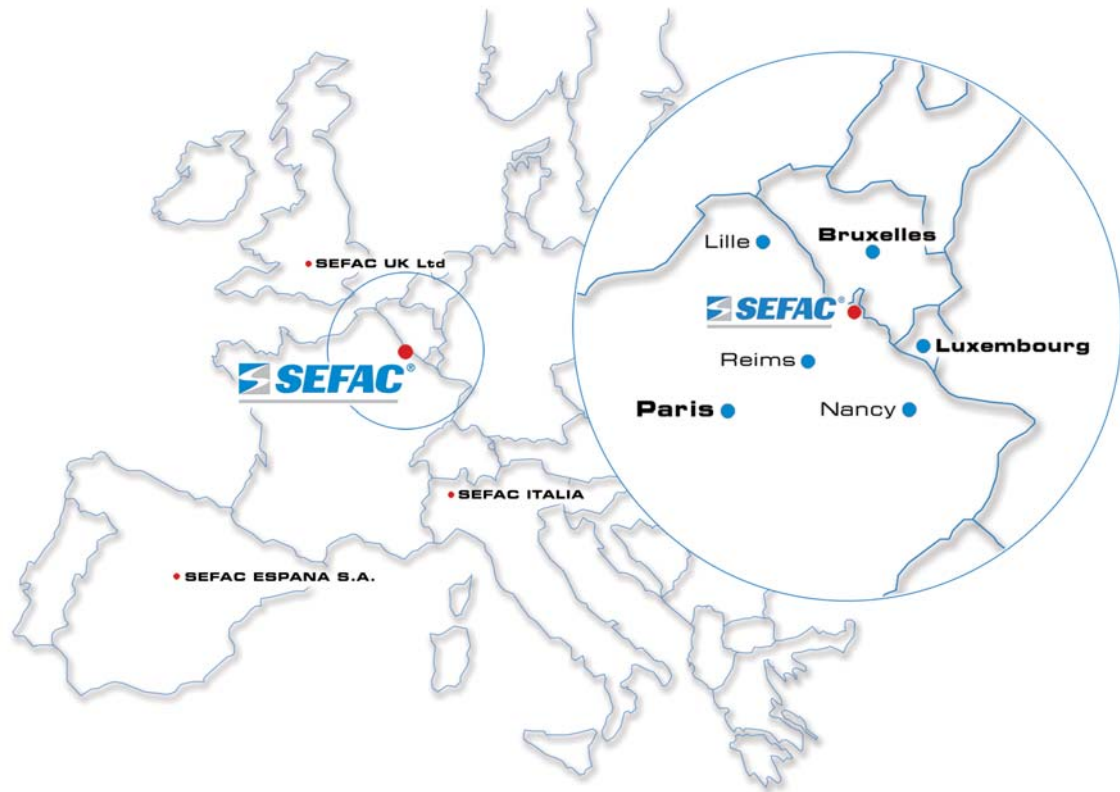 Lille
Bruxelles
SEFAC UK Ltd
SEFAC®
Luxembourg
SEFAC®
Reims
Paris
Nancy
SEFAC ITALIA
SEFAC ESPANA S.A.